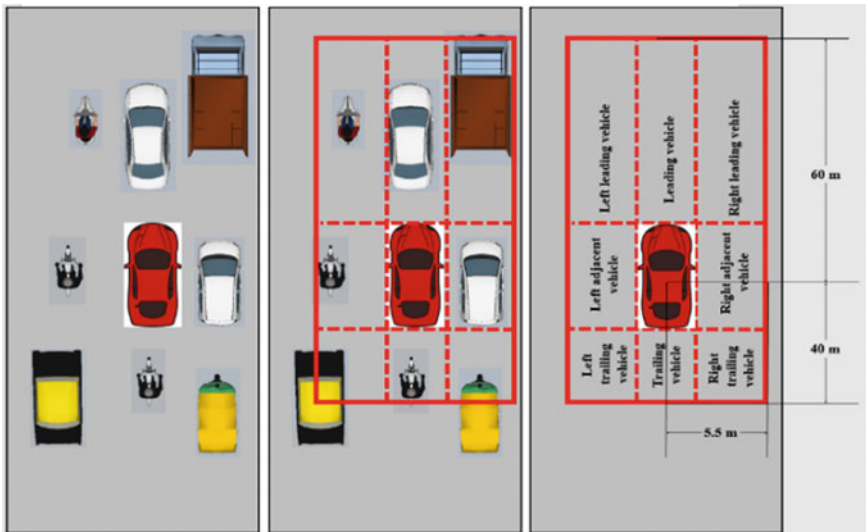 Left leading vehicle
Leading vehicle
Right leading vehicle
60 m
Left adjacent
vehicle
Right adjacent
vehicle
Left
trailing
vehicle
Trailing
vehicle
Right
trailing
vehicle
40 m
5.5 m